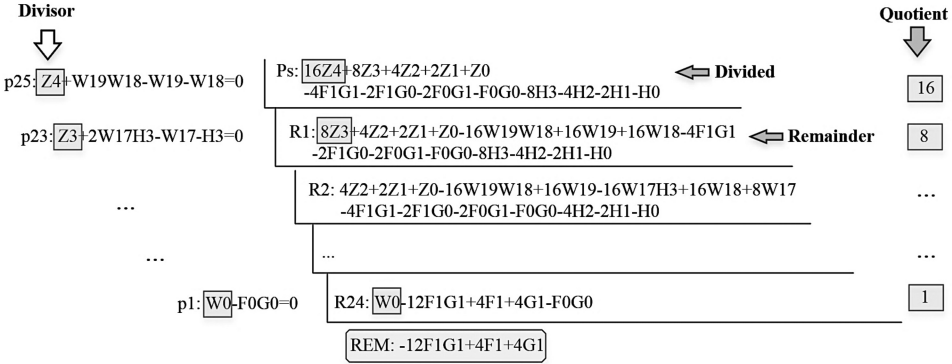 Divisor
Quotient
p25: Z4+W19W18-W19-W18=0
Ps: 16Z4+8Z3+4Z2+2Z1+Z0
-4F1G1-2F1G0-2F0G1-F0G0-8H3-4H2-2H1-H0
Divided
16
p23: Z3+2W17H3-W17-H3=0
R1: 8Z3+4Z2+2Z1+Z0-16W19W18+16W19+16W18-4F1G1
-2F1G0-2F0G1-F0G0-8H3-4H2-2H1-H0
Remainder
8
...
R2: 4Z2+2Z1+Z0-16W19W18+16W19-16W17H3+16W18+8W17
-4F1G1-2F1G0-2F0G1-F0G0-4H2-2H1-H0
...
...
...
...
p1: W0-F0G0=0
R24: W0-12F1G1+4F1+4G1-F0G0
1
REM: -12F1G1+4F1+4G1